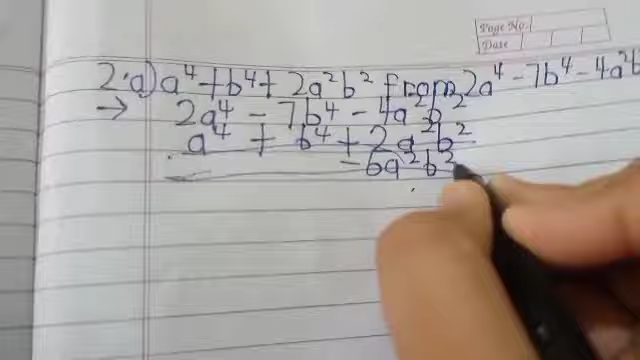 Page No.
Date
2.a) a⁴ + b⁴ + 2a²b² from 2a⁴ - 7b⁴ - 4a²b
→ 2a⁴ - 7b⁴ - 4a²b²
a⁴ + b⁴ + 2a²b²
- 6a²b²